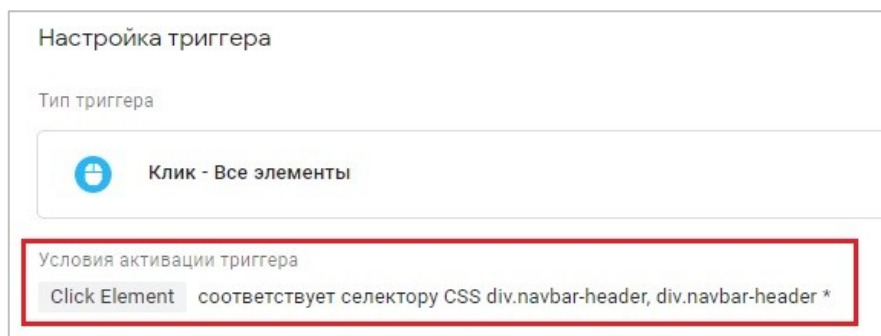 Настройка триггера
Тип триггера
Клик - Все элементы
Условия активации триггера
Click Element соответствует селектору CSS div.navbar-header, div.navbar-header *